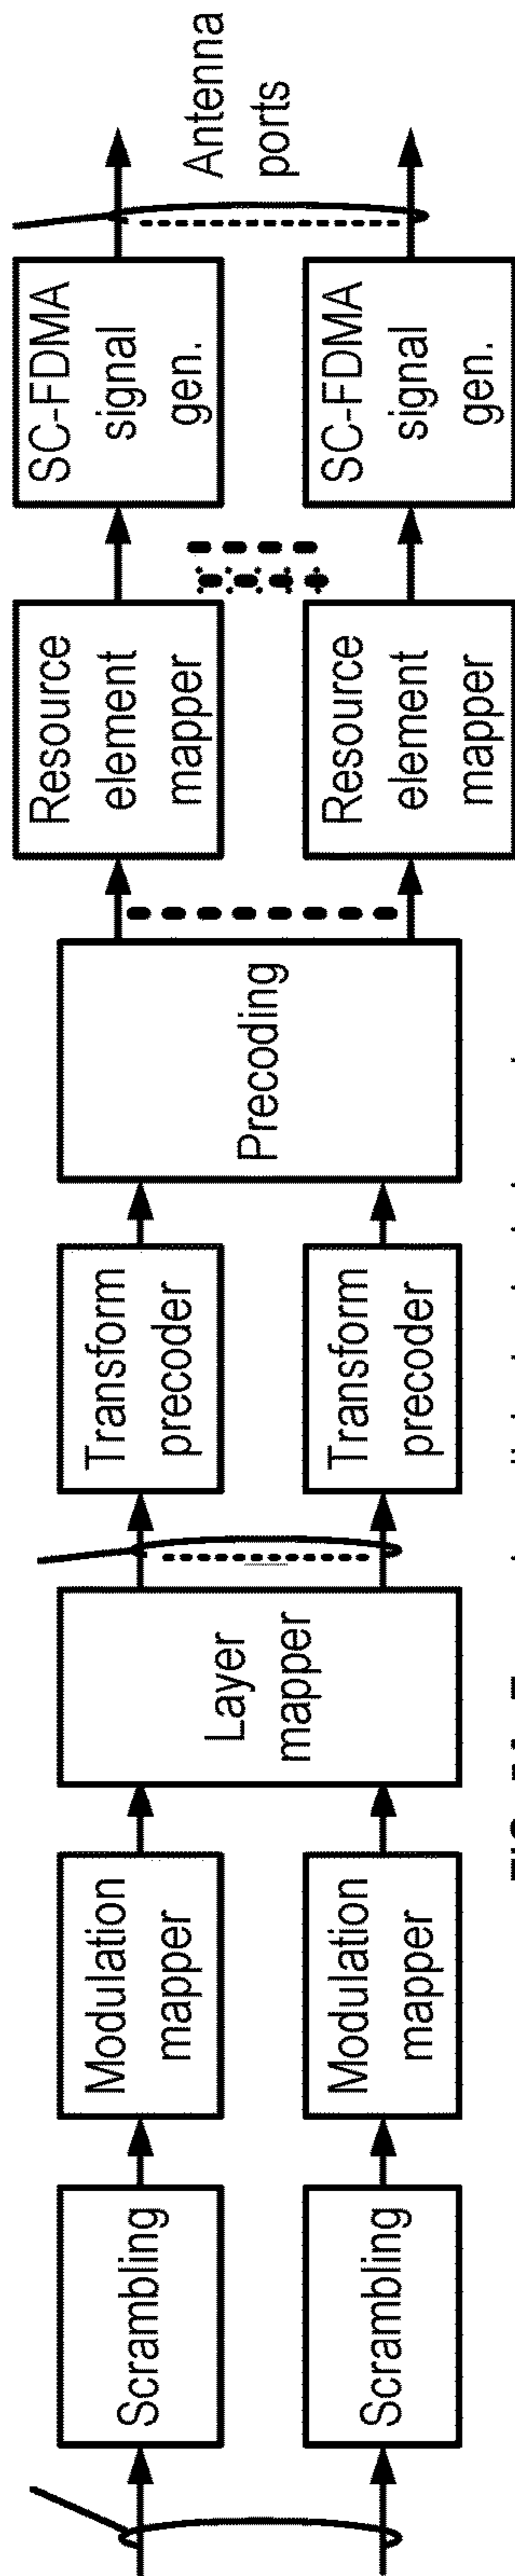 Scrambling
Scrambling
Modulation
mapper
Modulation
mapper
Layer
mapper
Transform
precoder
Transform
precoder
Precoding
Resource
element
mapper
Resource
element
mapper
SC-FDMA
signal
gen.
SC-FDMA
signal
gen.
Antenna
ports